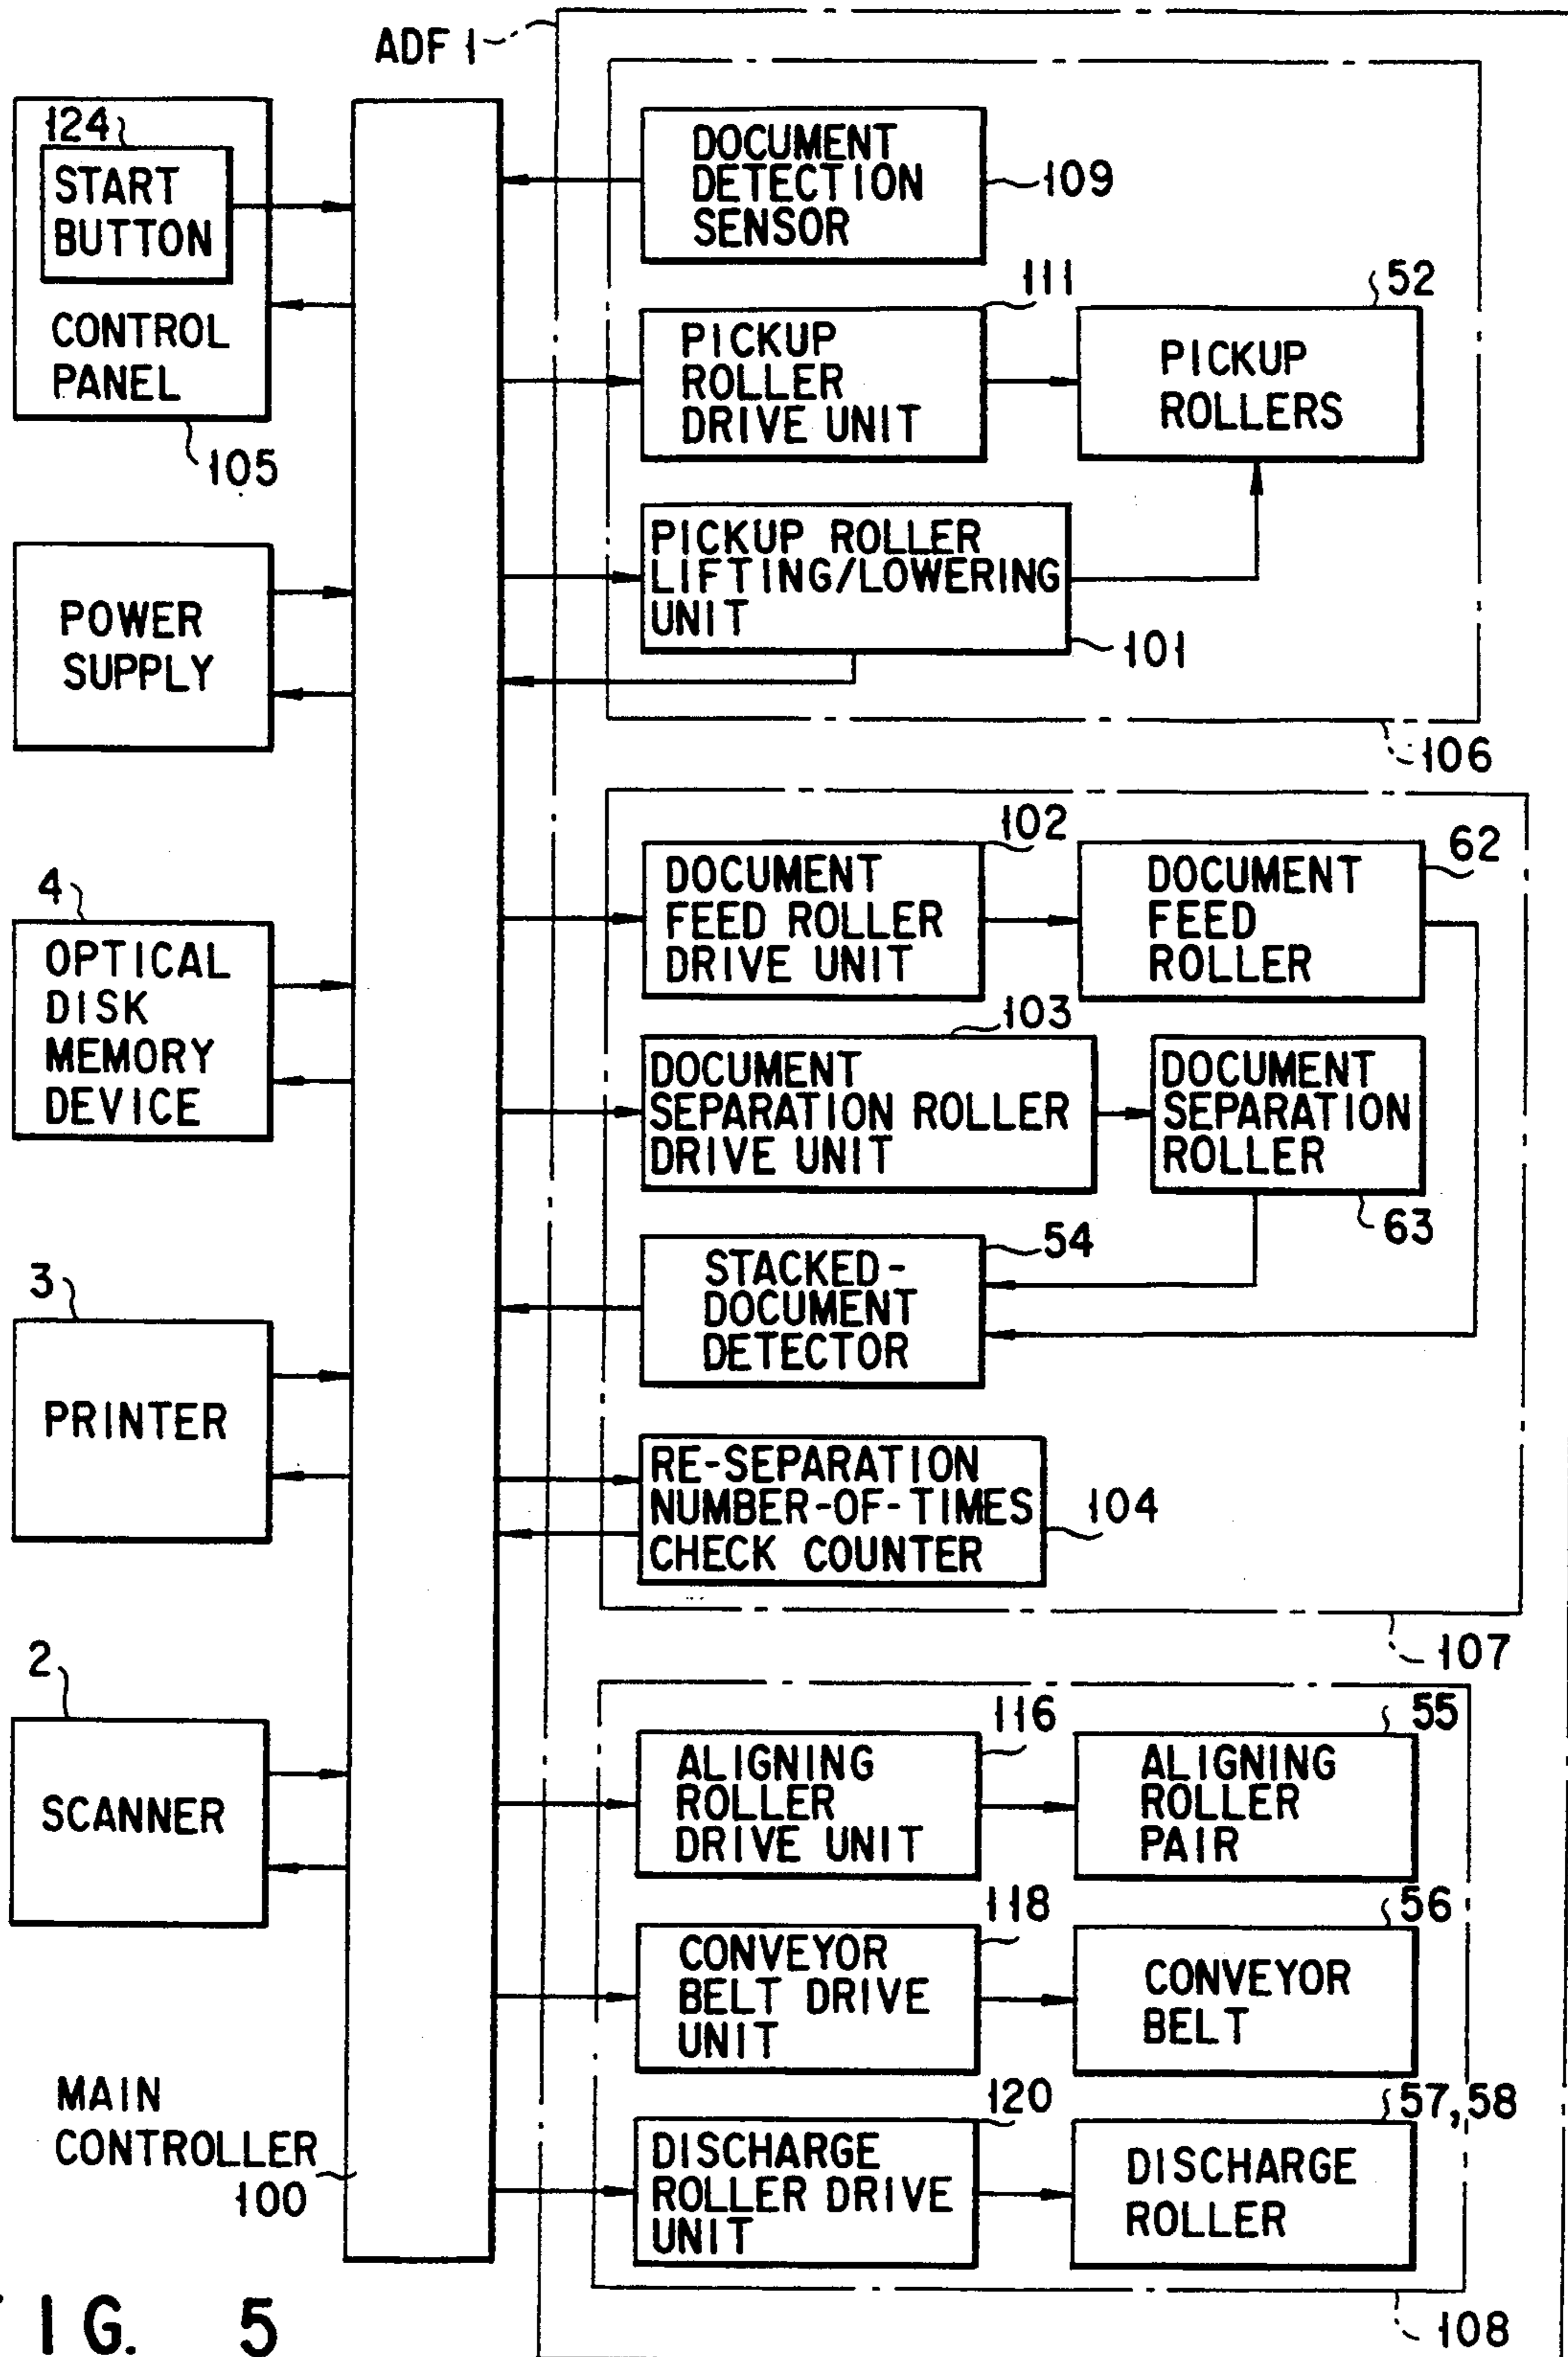 ADF 1
124
START
BUTTON
CONTROL
PANEL
105
POWER
SUPPLY
4
OPTICAL
DISK
MEMORY
DEVICE
3
PRINTER
2
SCANNER
MAIN
CONTROLLER
100
DOCUMENT
DETECTION
SENSOR
109
111
PICKUP
ROLLER
DRIVE UNIT
52
PICKUP
ROLLERS
PICKUP ROLLER
LIFTING/LOWERING
UNIT
101
106
102
DOCUMENT
FEED ROLLER
DRIVE UNIT
62
DOCUMENT
FEED
ROLLER
103
DOCUMENT
SEPARATION ROLLER
DRIVE UNIT
DOCUMENT
SEPARATION
ROLLER
63
54
STACKED-
DOCUMENT
DETECTOR
RE-SEPARATION
NUMBER-OF-TIMES
CHECK COUNTER
104
107
116
ALIGNING
ROLLER
DRIVE UNIT
55
ALIGNING
ROLLER
PAIR
118
CONVEYOR
BELT DRIVE
UNIT
56
CONVEYOR
BELT
120
DISCHARGE
ROLLER DRIVE
UNIT
57,58
DISCHARGE
ROLLER
108
FIG. 5